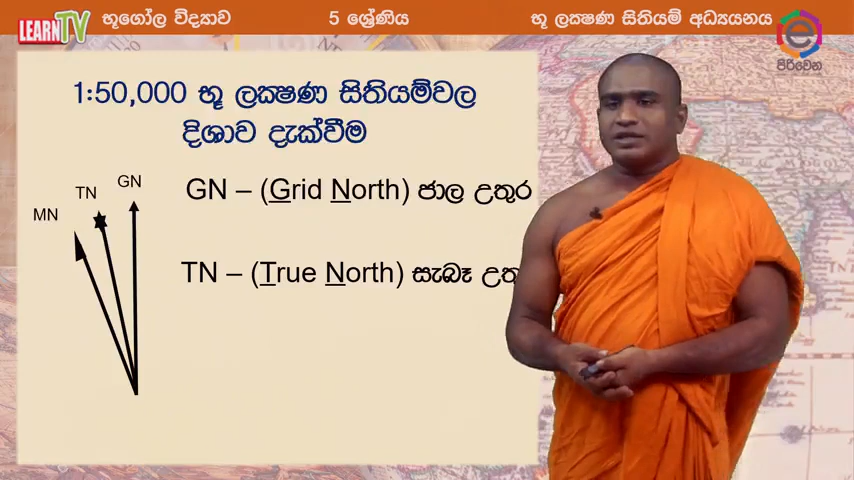 LEARN TV
භූගෝල විද්‍යාව
5 ශ්‍රේණිය
භූ ලක්‍ෂණ සිතියම් අධ්‍යයනය
e
පිරිවෙන
1:50,000 භූ ලක්‍ෂණ සිතියම්වල
දිශාව දැක්වීම
GN
TN
MN
GN – (Grid North) ජාල උතුර
TN – (True North) සැබෑ